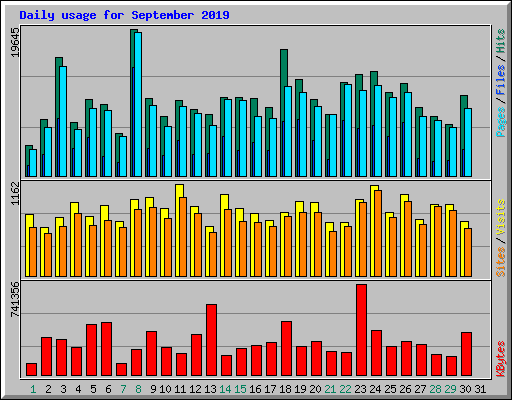 Daily usage for September 2019
19645
Pages / Files / Hits
1162
Sites / Visits
741356
KBytes
1 2 3 4 5 6 7 8 9 10 11 12 13 14 15 16 17 18 19 20 21 22 23 24 25 26 27 28 29 30 31